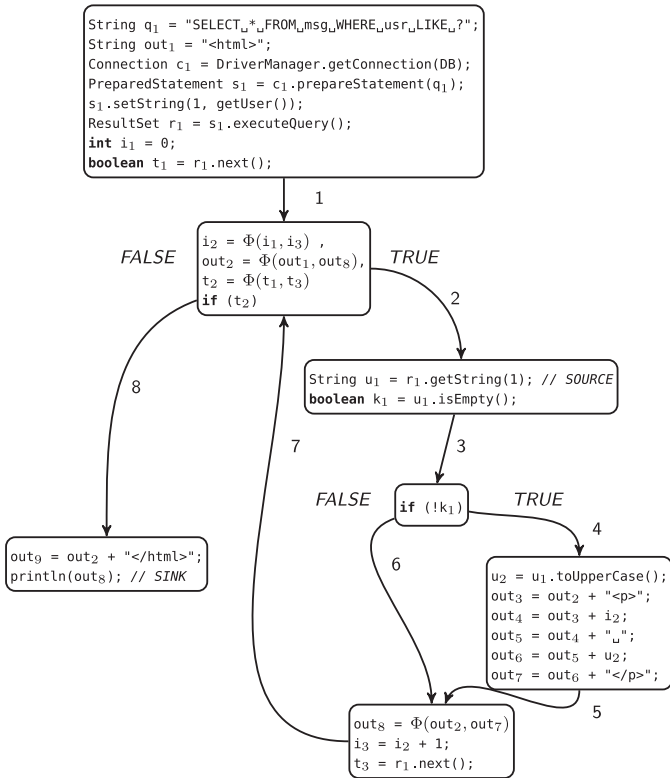 String q₁ = "SELECT␣*␣FROM␣msg␣WHERE␣usr␣LIKE␣?";
String out₁ = "<html>";
Connection c₁ = DriverManager.getConnection(DB);
PreparedStatement s₁ = c₁.prepareStatement(q₁);
s₁.setString(1, getUser());
ResultSet r₁ = s₁.executeQuery();
int i₁ = 0;
boolean t₁ = r₁.next();
1
i₂ = Φ(i₁,i₃) ,
out₂ = Φ(out₁,out₈),
t₂ = Φ(t₁,t₃)
if (t₂)
FALSE
TRUE
2
8
String u₁ = r₁.getString(1); // SOURCE
boolean k₁ = u₁.isEmpty();
3
7
if (!k₁)
FALSE
TRUE
4
6
out₉ = out₂ + "</html>";
println(out₈); // SINK
u₂ = u₁.toUpperCase();
out₃ = out₂ + "<p>";
out₄ = out₃ + i₂;
out₅ = out₄ + "␣";
out₆ = out₅ + u₂;
out₇ = out₆ + "</p>";
5
out₈ = Φ(out₂,out₇)
i₃ = i₂ + 1;
t₃ = r₁.next();